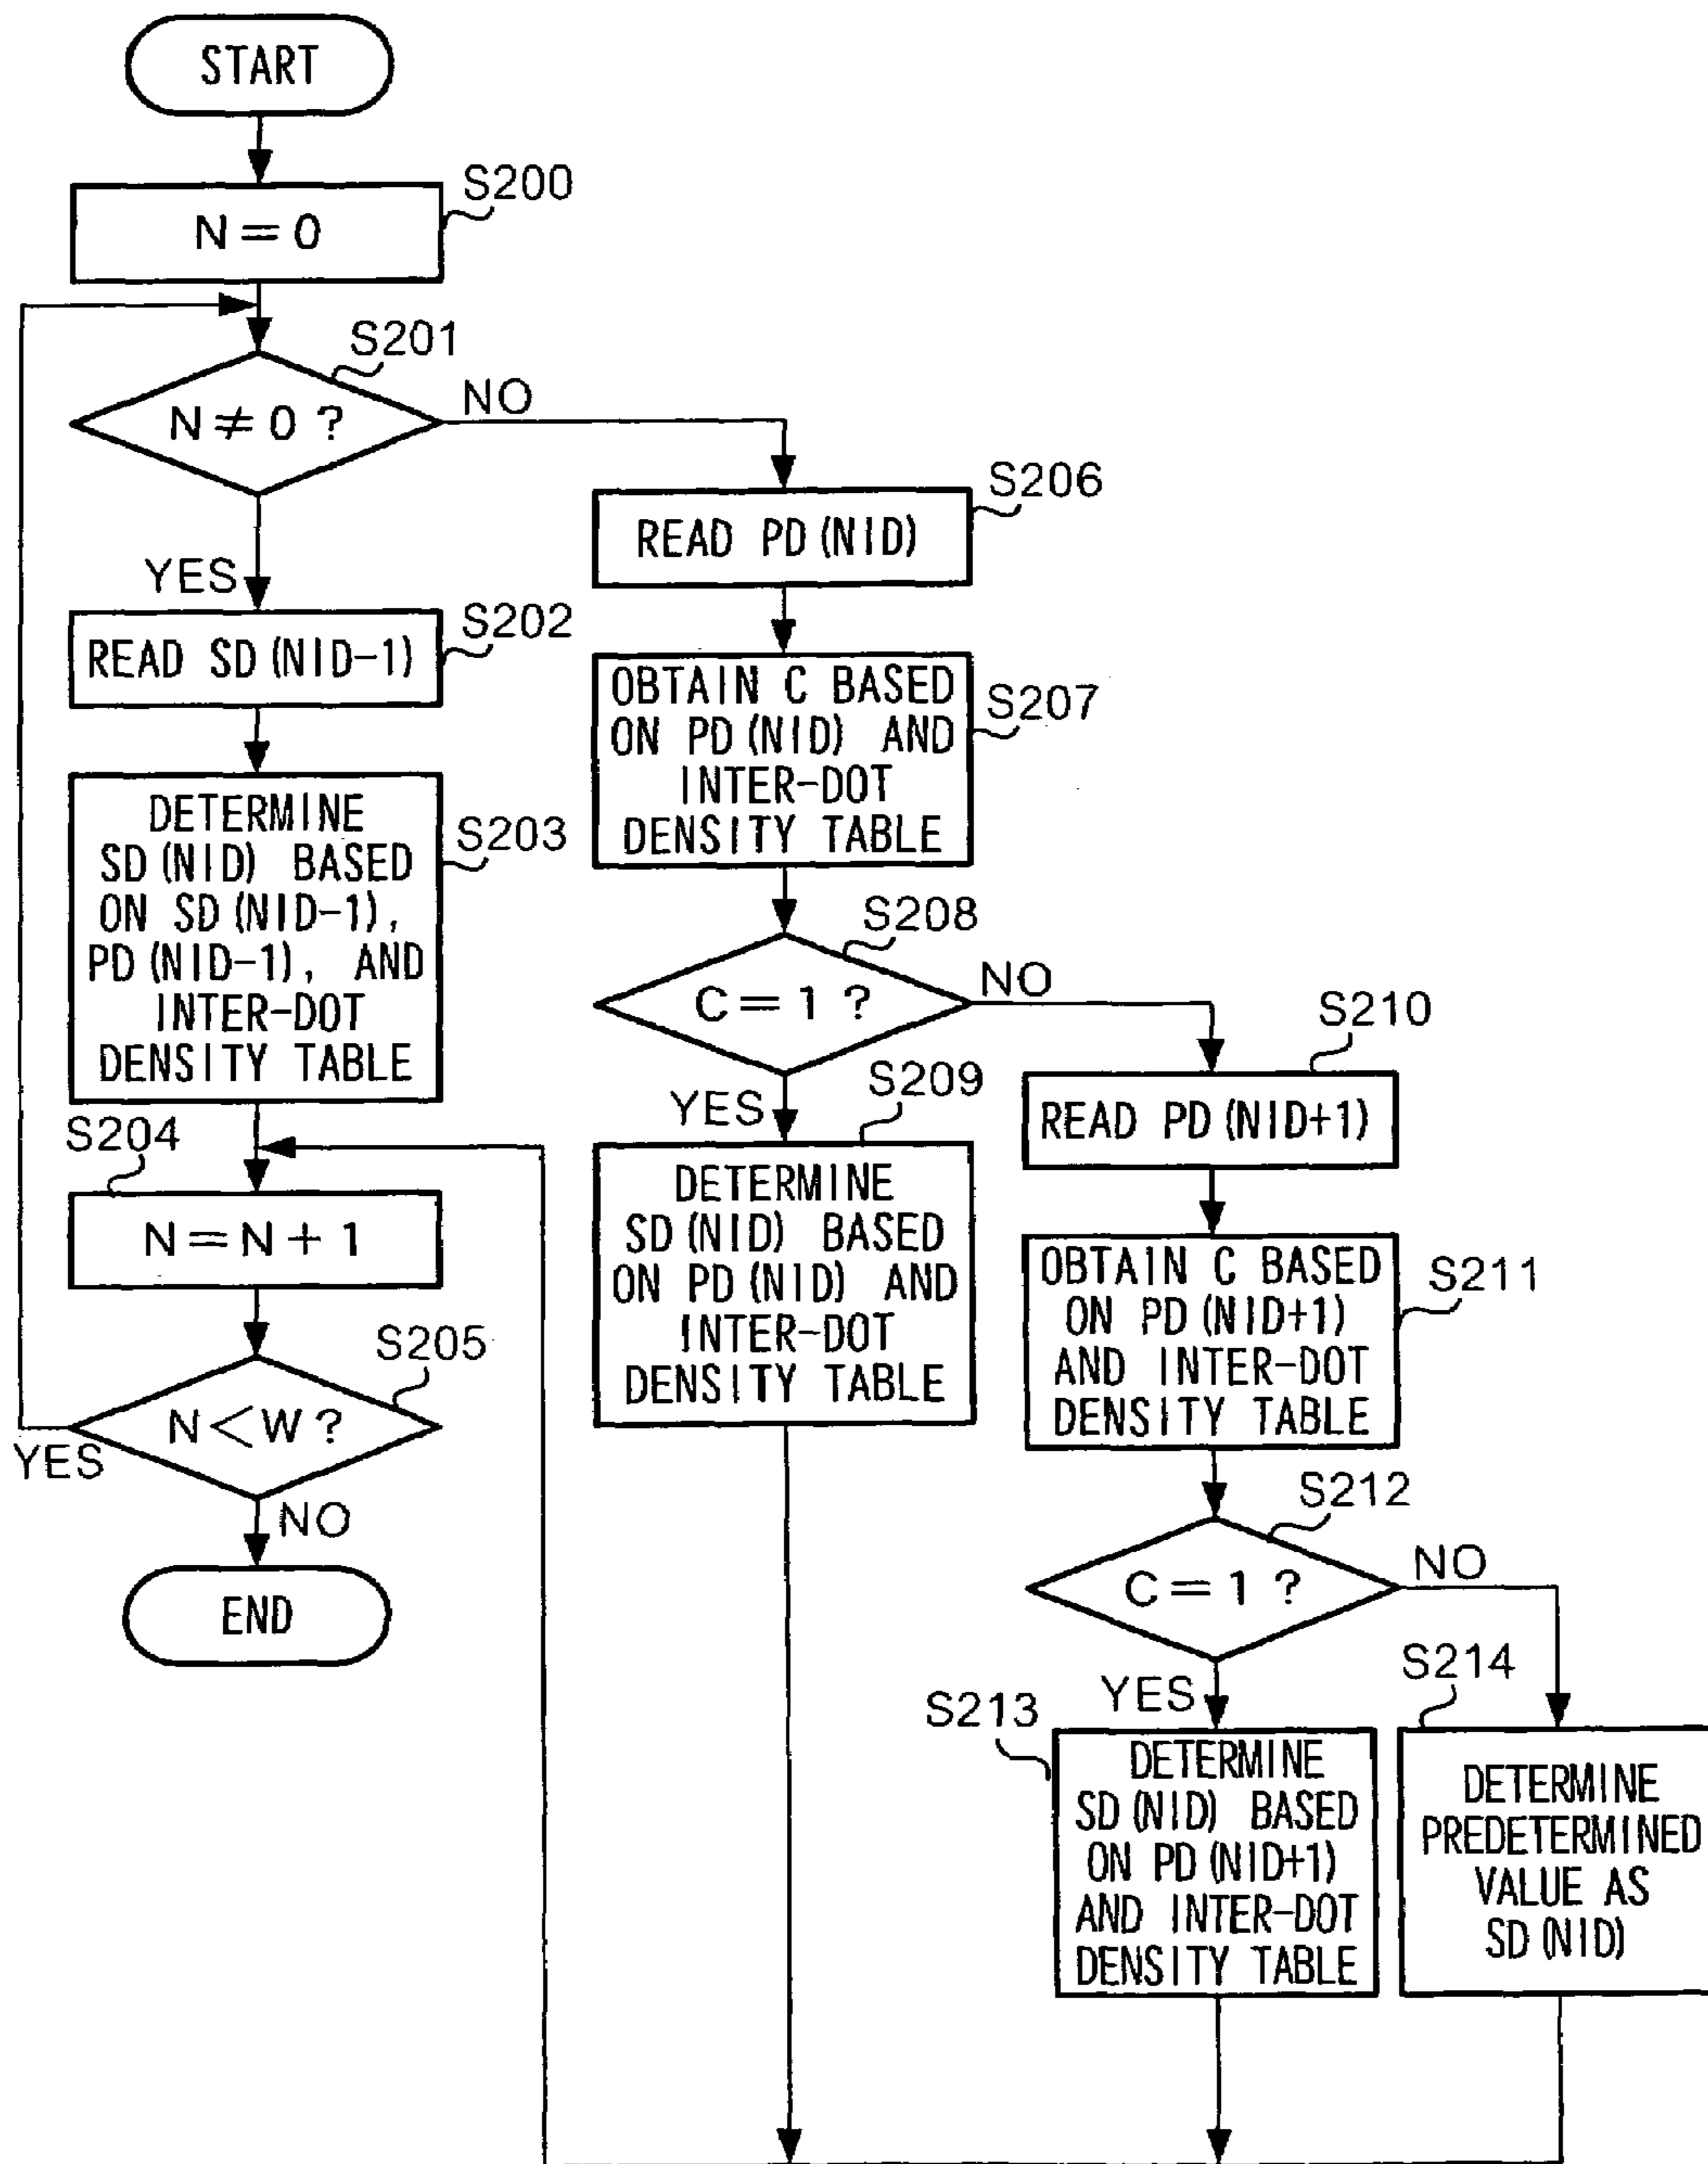 START
S200
N=0
S201
N≠0?
NO
YES
S202
READ SD(NID-1)
S203
DETERMINE
SD(NID) BASED
ON SD(NID-1),
PD(NID-1), AND
INTER-DOT
DENSITY TABLE
S204
N=N+1
S205
N<W?
YES
NO
END
S206
READ PD(NID)
S207
OBTAIN C BASED
ON PD(NID) AND
INTER-DOT
DENSITY TABLE
S208
C=1?
NO
YES
S209
DETERMINE
SD(NID) BASED
ON PD(NID) AND
INTER-DOT
DENSITY TABLE
S210
READ PD(NID+1)
S211
OBTAIN C BASED
ON PD(NID+1)
AND INTER-DOT
DENSITY TABLE
S212
C=1?
NO
YES
S213
DETERMINE
SD(NID) BASED
ON PD(NID+1)
AND INTER-DOT
DENSITY TABLE
S214
DETERMINE
PREDETERMINED
VALUE AS
SD(NID)